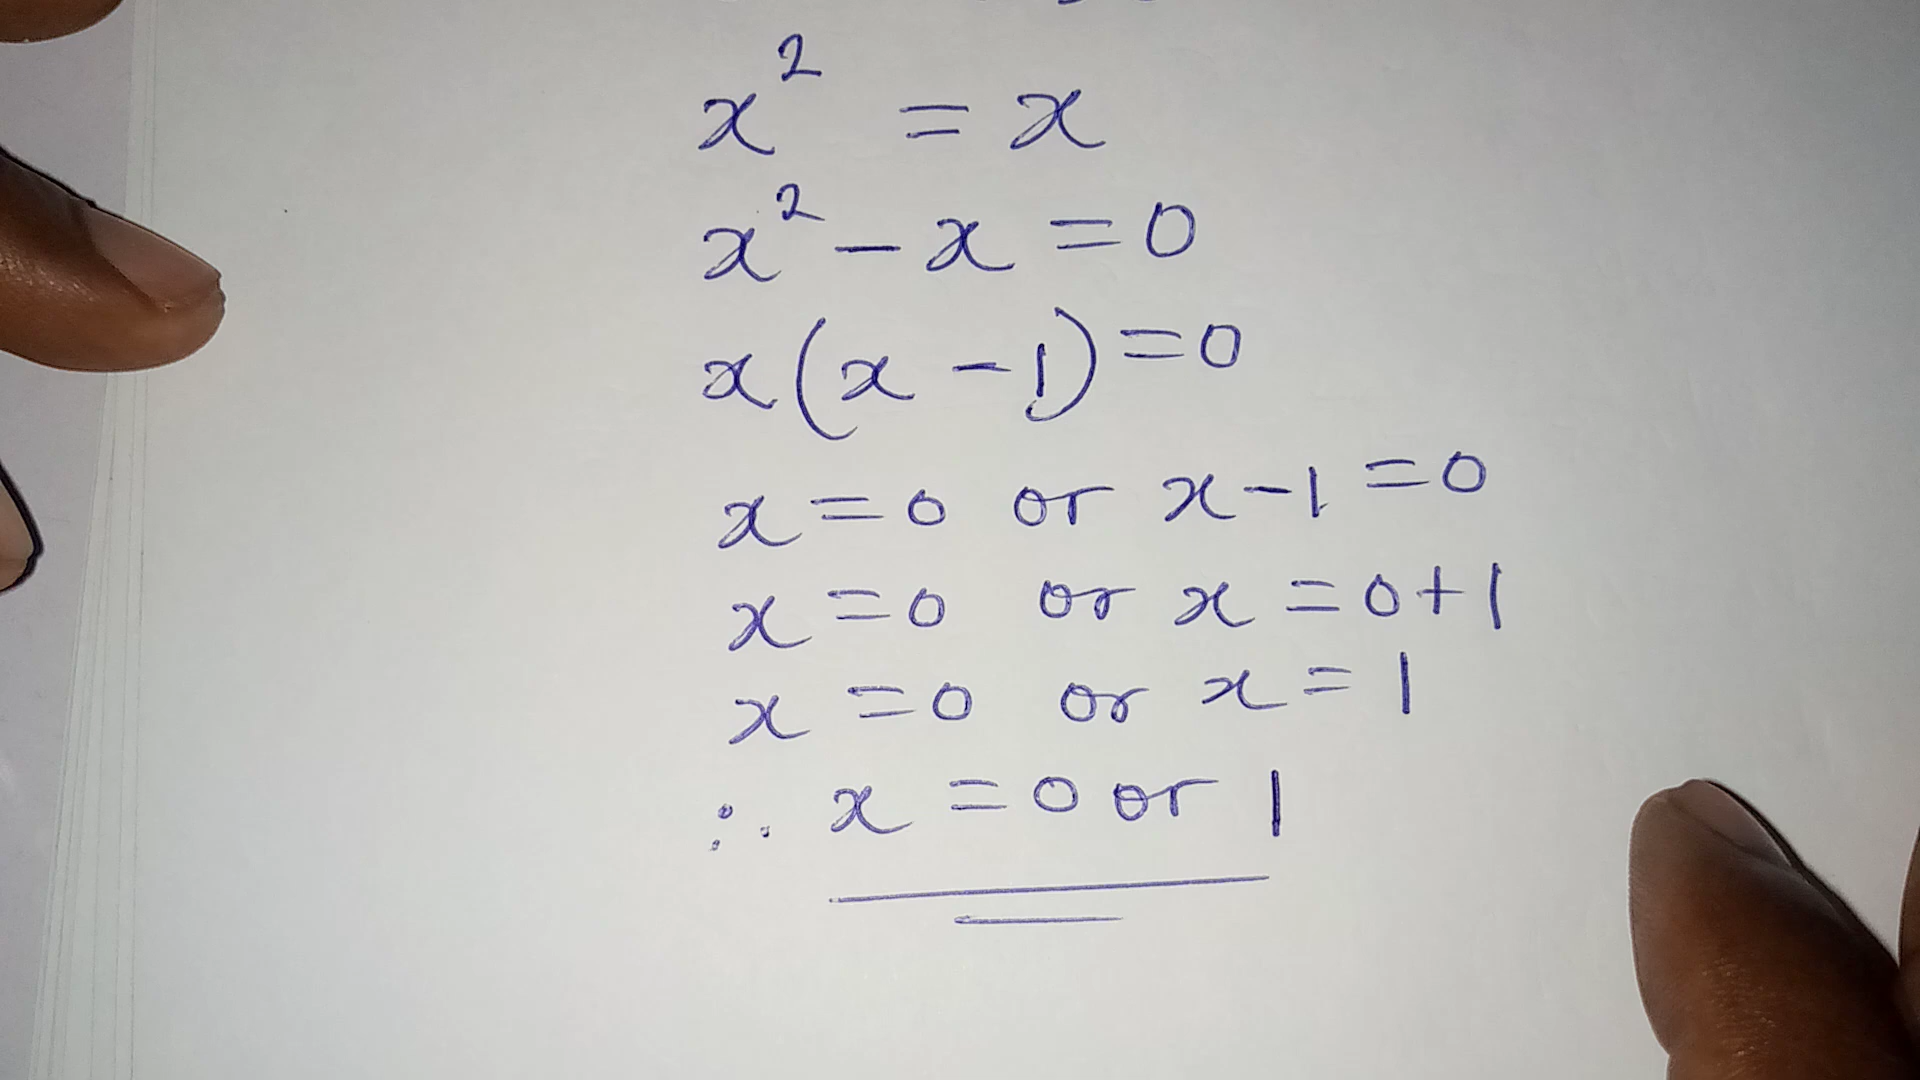 x² = x
x² - x = 0
x(x - 1) = 0
x = 0 or x - 1 = 0
x = 0 or x = 0 + 1
x = 0 or x = 1
∴ x = 0 or 1